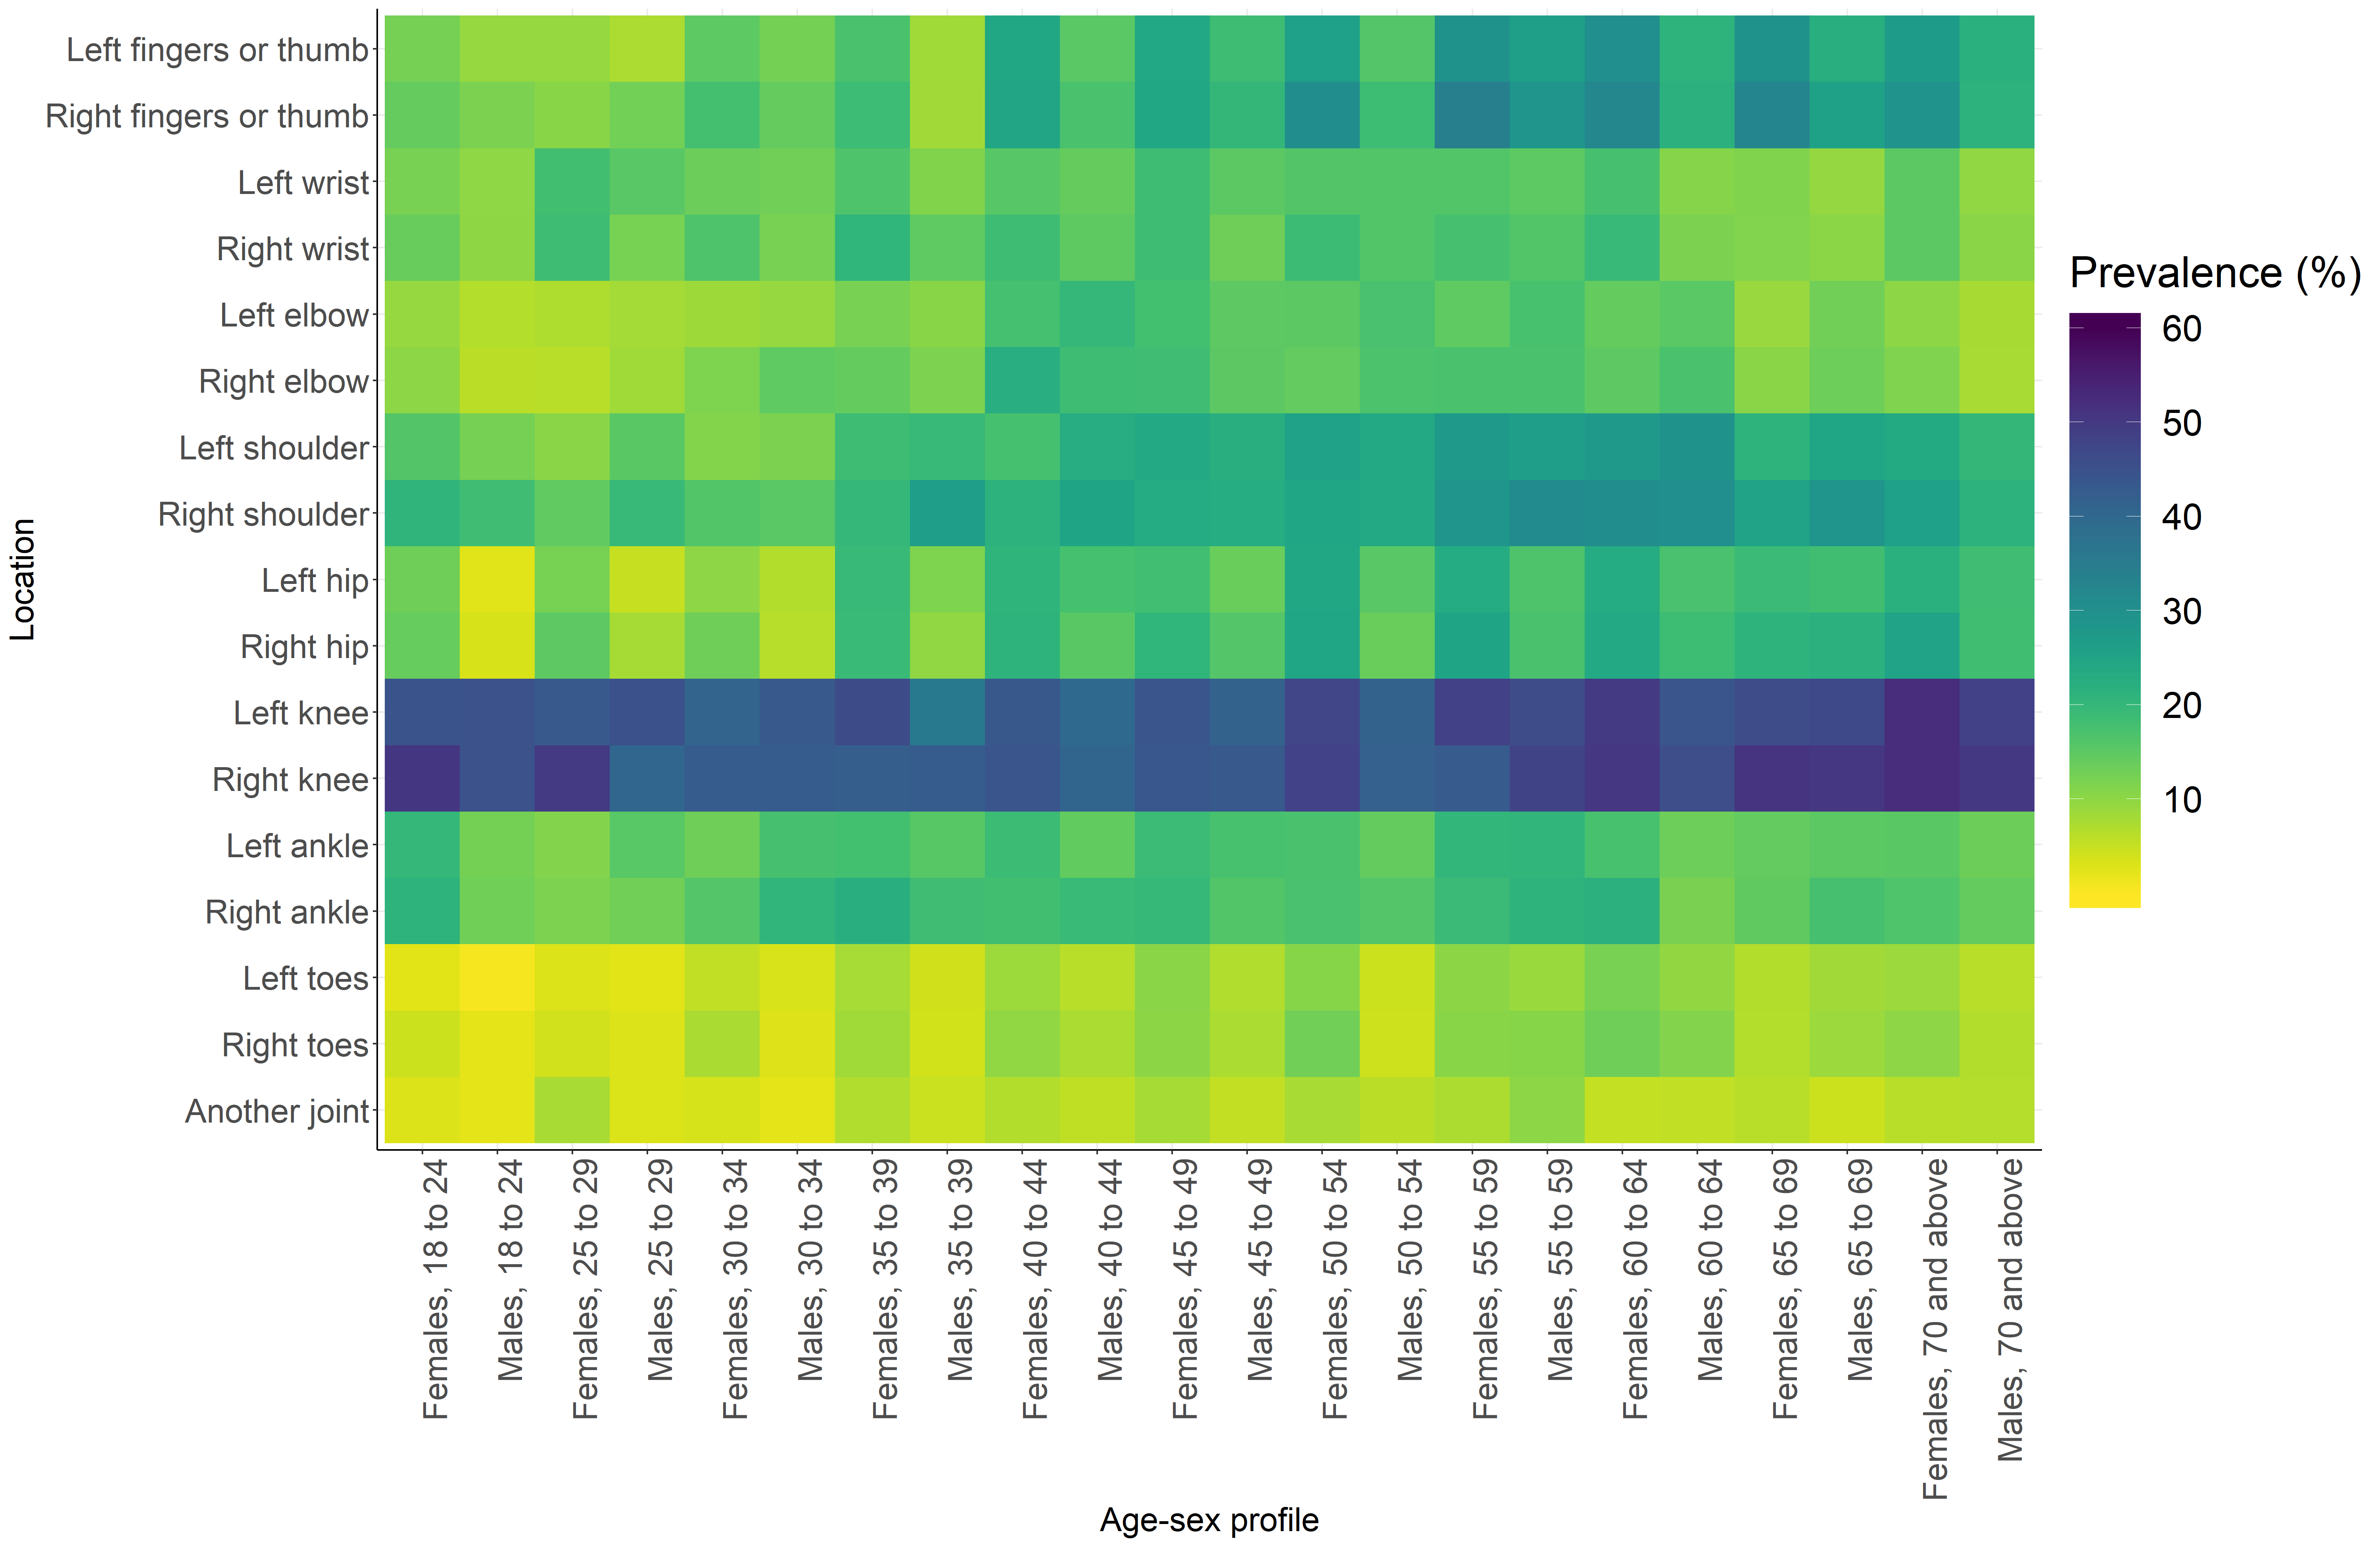 Left fingers or thumb
Right fingers or thumb
Left wrist
Right wrist
Left elbow
Right elbow
Left shoulder
Right shoulder
Left hip
Right hip
Left knee
Right knee
Left ankle
Right ankle
Left toes
Right toes
Another joint
Location
Females, 18 to 24
Males, 18 to 24
Females, 25 to 29
Males, 25 to 29
Females, 30 to 34
Males, 30 to 34
Females, 35 to 39
Males, 35 to 39
Females, 40 to 44
Males, 40 to 44
Females, 45 to 49
Males, 45 to 49
Females, 50 to 54
Males, 50 to 54
Females, 55 to 59
Males, 55 to 59
Females, 60 to 64
Males, 60 to 64
Females, 65 to 69
Males, 65 to 69
Females, 70 and above
Males, 70 and above
Age-sex profile
Prevalence (%)
60
50
40
30
20
10